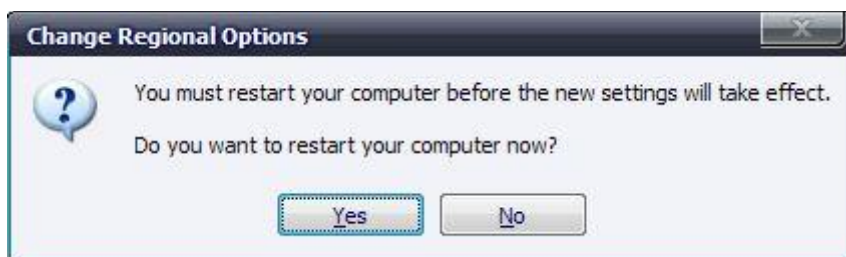 Change Regional Options
You must restart your computer before the new settings will take effect.
Do you want to restart your computer now?
Yes
No